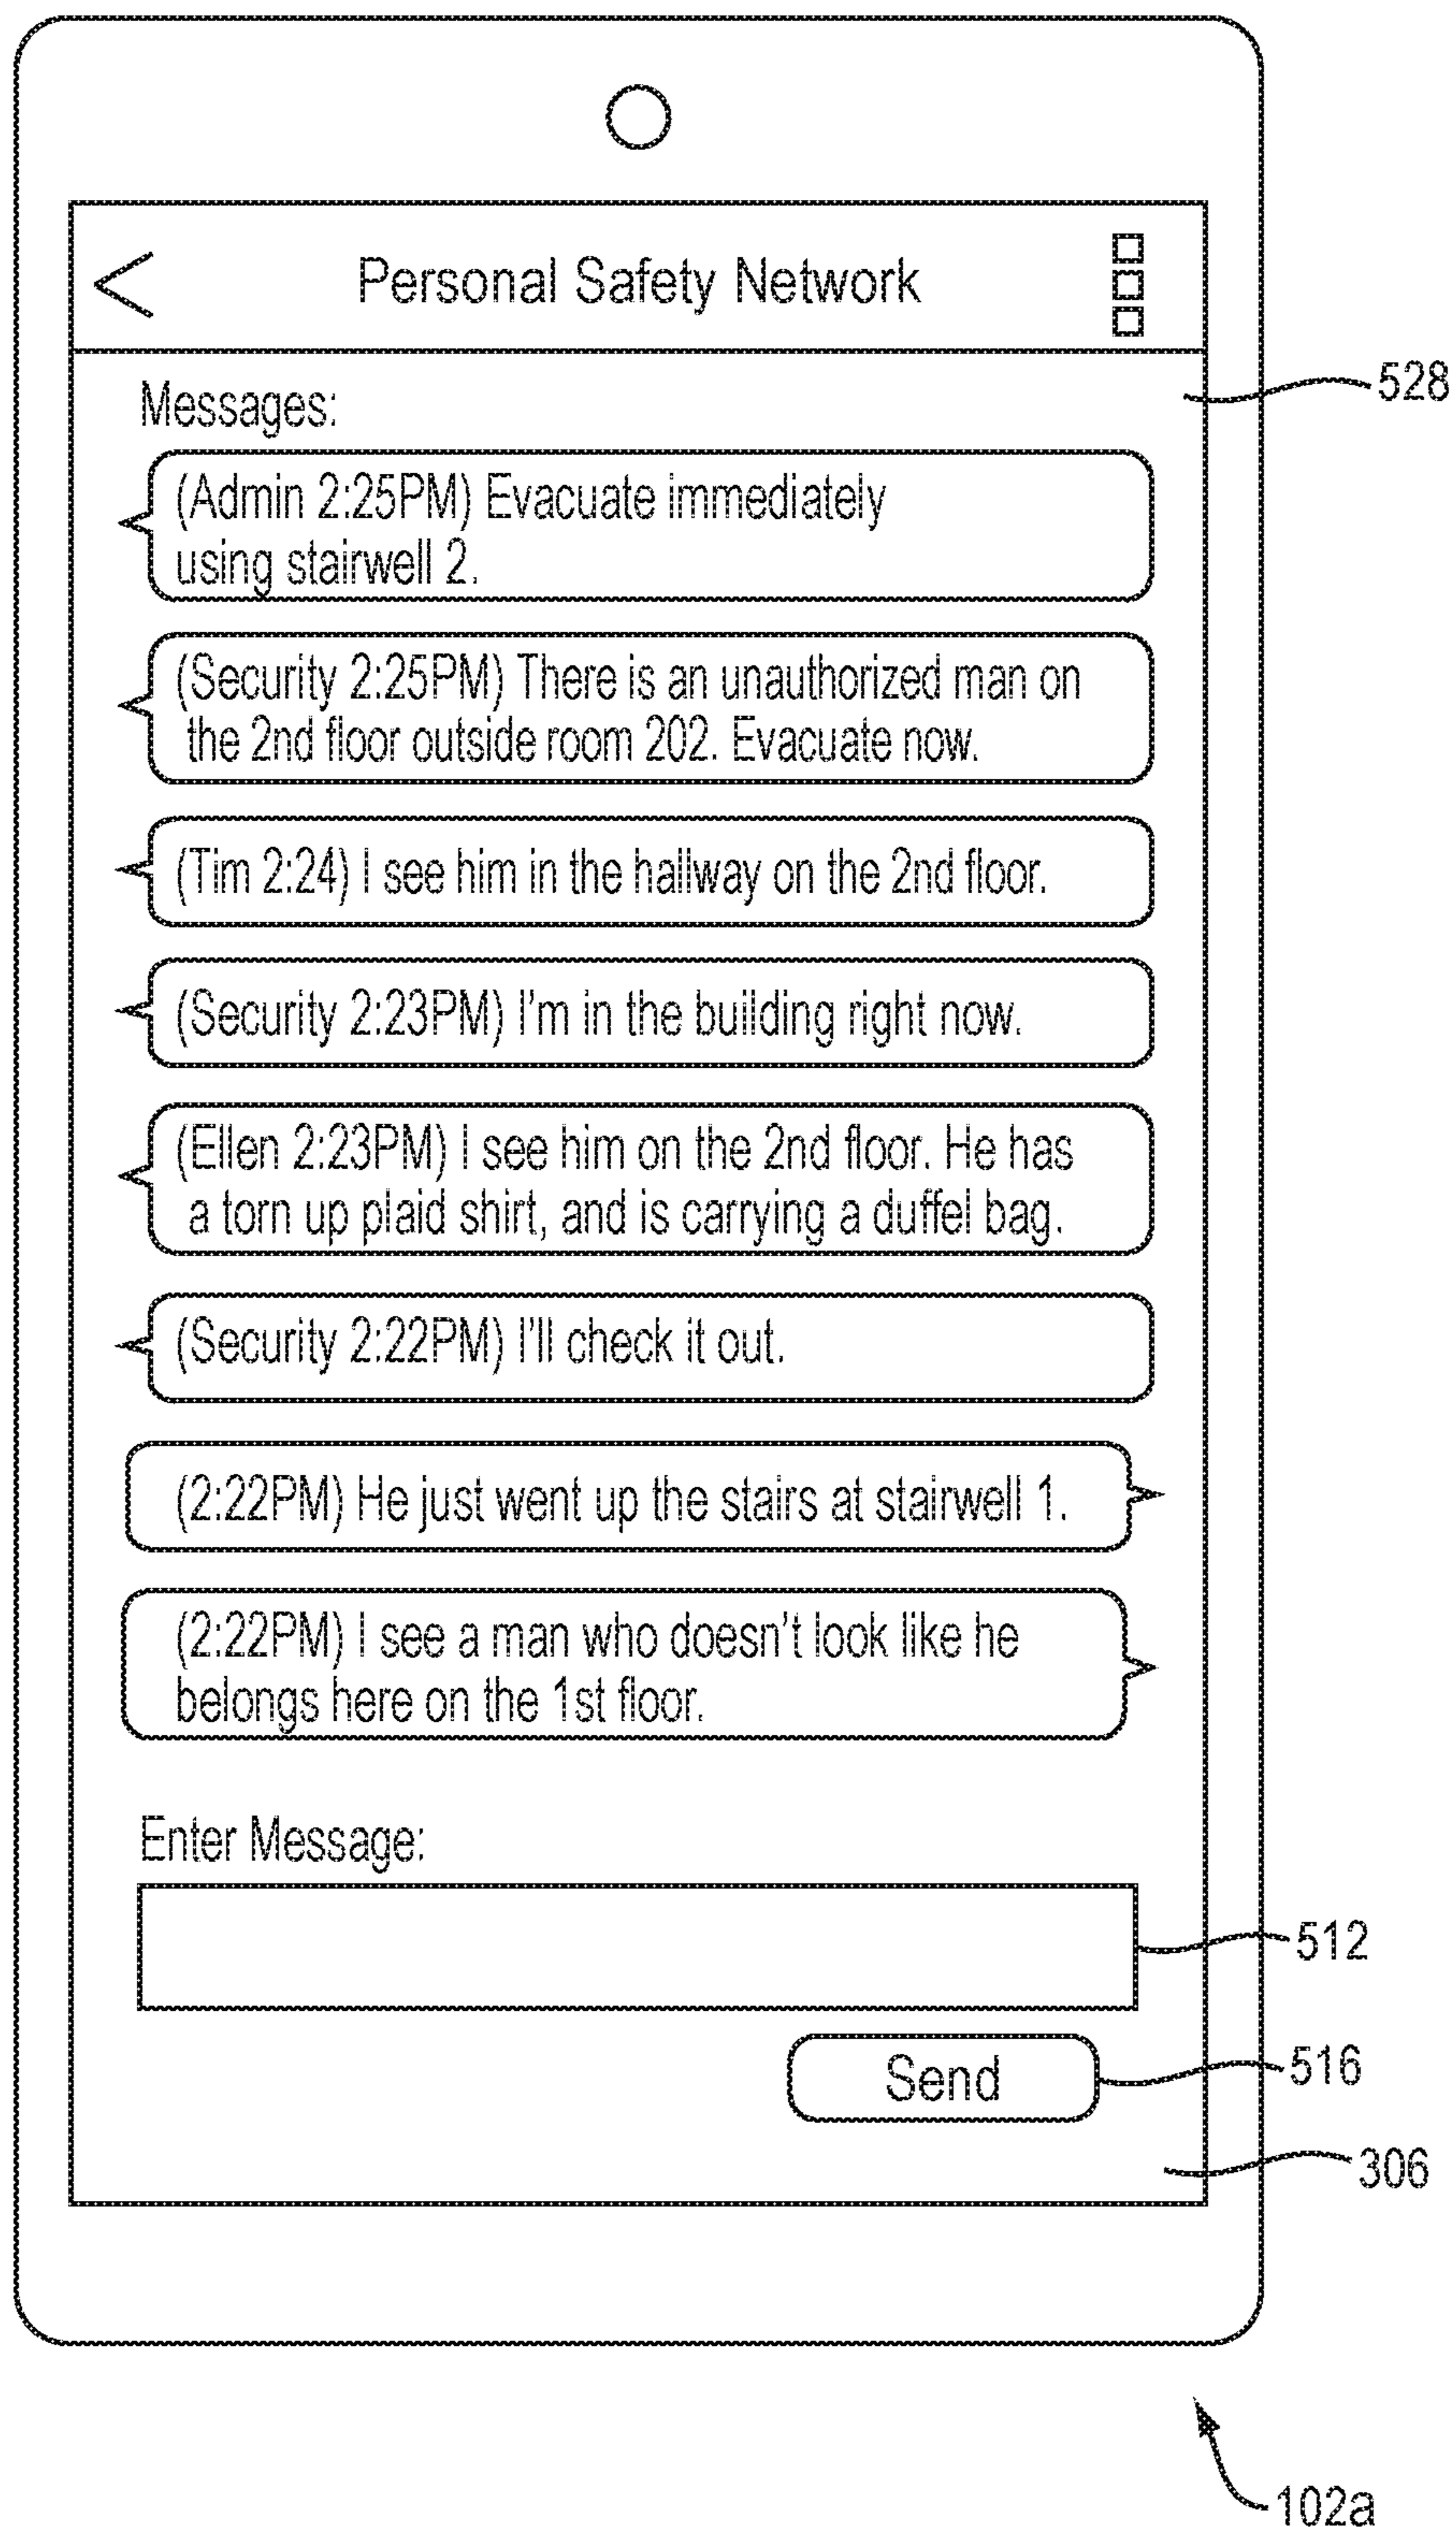 Personal Safety Network
Messages:
528
(Admin 2:25PM) Evacuate immediately
using stairwell 2.
(Security 2:25PM) There is an unauthorized man on
the 2nd floor outside room 202. Evacuate now.
(Tim 2:24) I see him in the hallway on the 2nd floor.
(Security 2:23PM) I'm in the building right now.
(Ellen 2:23PM) I see him on the 2nd floor. He has
a torn up plaid shirt, and is carrying a duffel bag.
(Security 2:22PM) I'll check it out.
(2:22PM) He just went up the stairs at stairwell 1.
(2:22PM) I see a man who doesn't look like he
belongs here on the 1st floor.
Enter Message:
512
Send
516
306
102a